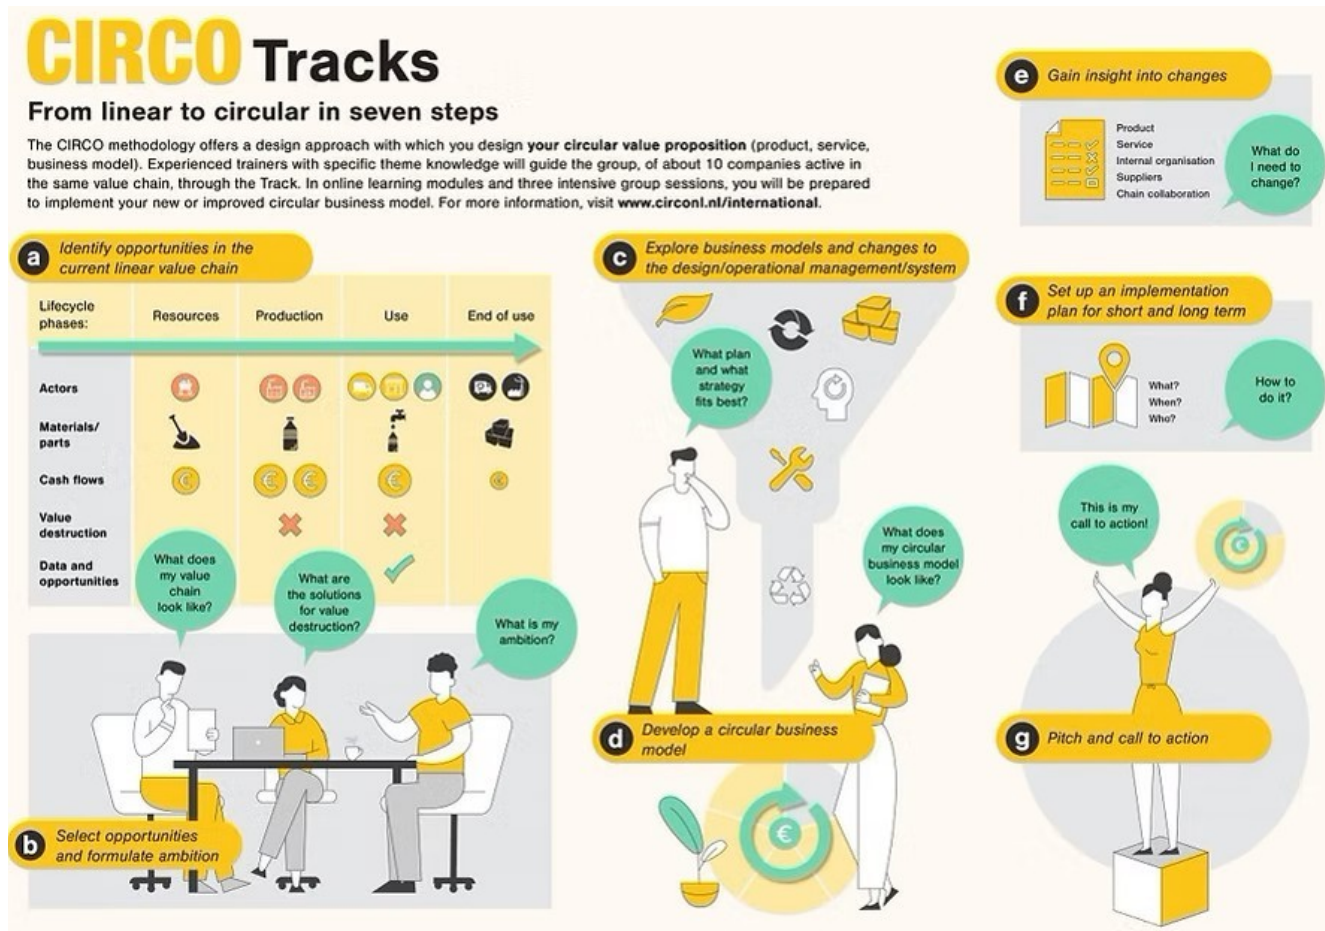 CIRCO Tracks
From linear to circular in seven steps
The CIRCO methodology offers a design approach with which you design your circular value proposition (product, service,
business model). Experienced trainers with specific theme knowledge will guide the group, of about 10 companies active in
the same value chain, through the Track. In online learning modules and three intensive group sessions, you will be prepared
to implement your new or improved circular business model. For more information, visit www.circonl.nl/international.
a
Identify opportunities in the
current linear value chain
Lifecycle
phases:
Resources
Production
Use
End of use
Actors
Materials/
parts
Cash flows
€
€ €
€
€
Value
destruction
Data and
opportunities
What does
my value
chain
look like?
What are
the solutions
for value
destruction?
What is my
ambition?
b
Select opportunities
and formulate ambition
c
Explore business models and changes to
the design/operational management/system
What plan
and what
strategy
fits best?
What does
my circular
business model
look like?
d
Develop a circular business
model
€
e
Gain insight into changes
Product
Service
Internal organisation
Suppliers
Chain collaboration
What do
I need to
change?
f
Set up an implementation
plan for short and long term
What?
When?
Who?
How to
do it?
This is my
call to action!
€
g
Pitch and call to action